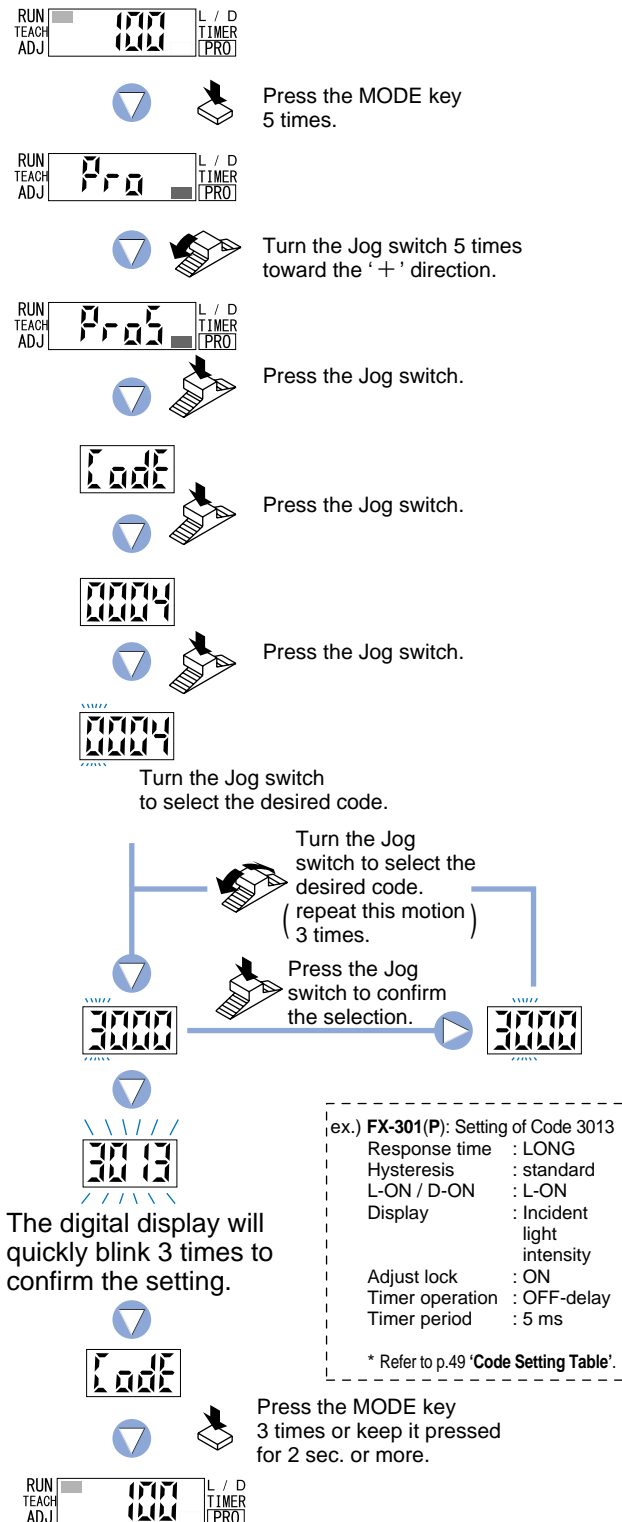 RUN
TEACH
ADJ
100
L / D
TIMER
PRO
Press the MODE key
5 times.
RUN
TEACH
ADJ
Pro
L / D
TIMER
PRO
Turn the Jog switch 5 times
toward the ‘＋’ direction.
RUN
TEACH
ADJ
Pro5
L / D
TIMER
PRO
Press the Jog switch.
CodE
Press the Jog switch.
0004
Press the Jog switch.
0004
Turn the Jog switch
to select the desired code.
Turn the Jog
switch to select the
desired code.
( repeat this motion )
3 times.
Press the Jog
switch to confirm
the selection.
3000
3000
3013
The digital display will
quickly blink 3 times to
confirm the setting.
ex.) FX-301(P): Setting of Code 3013
Response time : LONG
Hysteresis : standard
L-ON / D-ON : L-ON
Display : Incident
light
intensity
Adjust lock : ON
Timer operation : OFF-delay
Timer period : 5 ms
* Refer to p.49 ‘Code Setting Table’.
CodE
Press the MODE key
3 times or keep it pressed
for 2 sec. or more.
RUN
TEACH
ADJ
100
L / D
TIMER
PRO